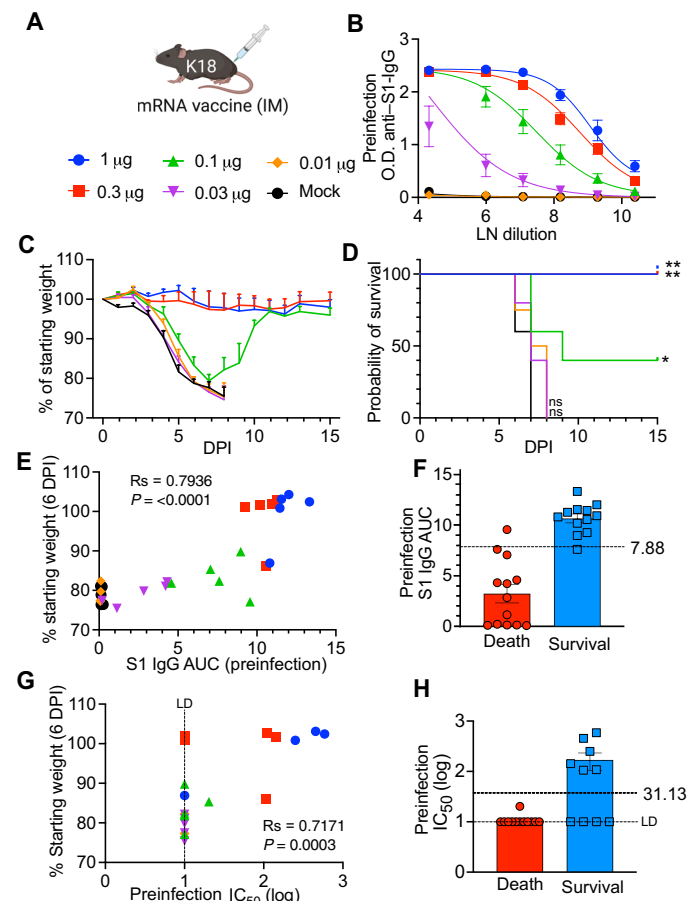 A
K18
mRNA vaccine (IM)
1 µg
0.1 µg
0.01 µg
0.3 µg
0.03 µg
Mock
B
Preinfection
O.D. anti–S1-IgG
3
2
1
0
4
6
8
10
LN dilution
C
% of starting weight
110
100
90
80
70
0
5
10
15
DPI
D
Probability of survival
100
50
0
0
5
10
15
DPI
**
**
*
ns
ns
E
% starting weight (6 DPI)
110
100
90
80
70
60
0
5
10
15
S1 IgG AUC (preinfection)
Rs = 0.7936
P = <0.0001
F
Preinfection
S1 IgG AUC
15
10
5
0
7.88
Death
Survival
G
% Starting weight (6 DPI)
110
100
90
80
70
0
1
2
3
LD
Rs = 0.7171
P = 0.0003
Preinfection IC50 (log)
H
Preinfection
IC50 (log)
3
2
1
0
31.13
LD
Death
Survival